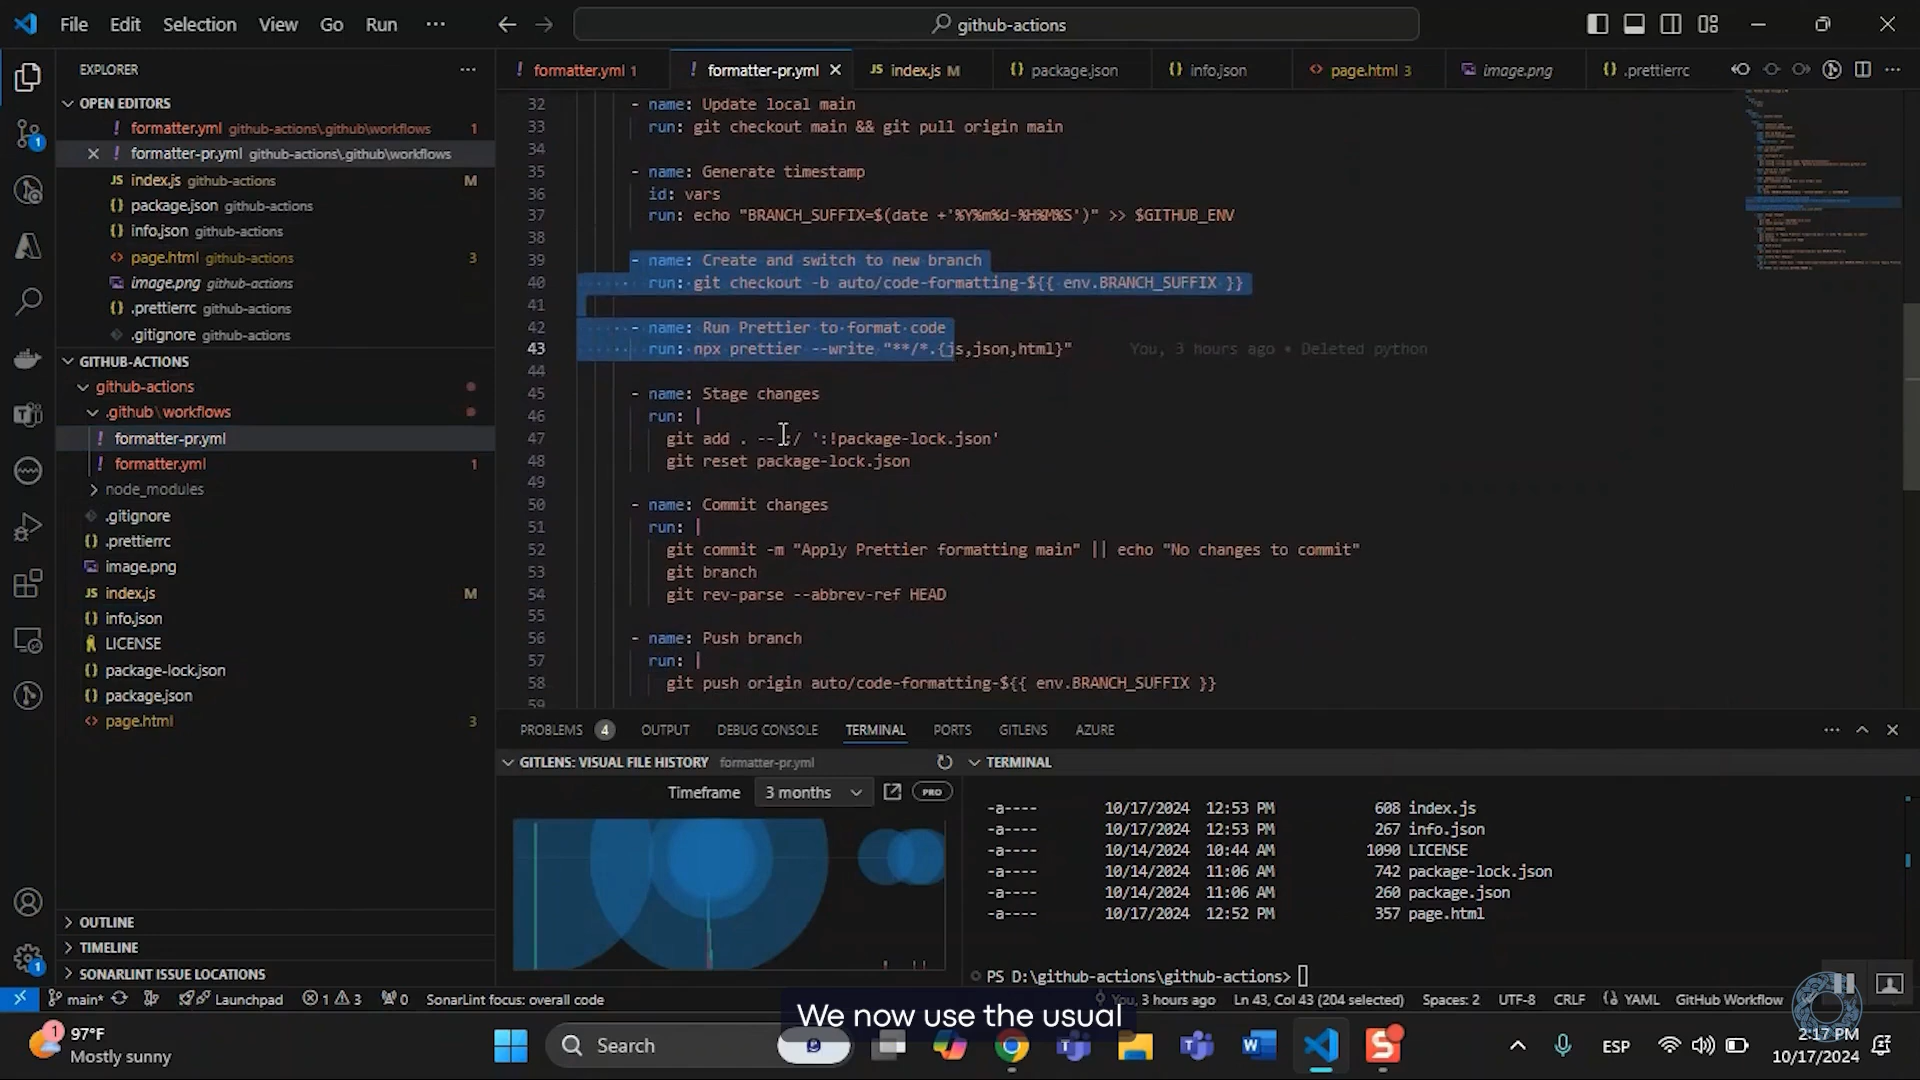 File Edit Selection View Go Run ···
github-actions
EXPLORER
OPEN EDITORS
formatter.yml github-actions\.github\workflows 1
formatter-pr.yml github-actions\.github\workflows
JS index.js github-actions M
package.json github-actions
info.json github-actions
page.html github-actions 3
image.png github-actions
.prettierrc github-actions
.gitignore github-actions
GITHUB-ACTIONS
github-actions
.github\workflows
formatter-pr.yml
formatter.yml 1
node_modules
.gitignore
.prettierrc
image.png
JS index.js M
info.json
LICENSE
package-lock.json
package.json
page.html 3
OUTLINE
TIMELINE
SONARLINT ISSUE LOCATIONS
formatter.yml 1
formatter-pr.yml
JS index.js M
package.json
info.json
page.html 3
image.png
.prettierrc
32 - name: Update local main
33 run: git checkout main && git pull origin main
34
35 - name: Generate timestamp
36 id: vars
37 run: echo "BRANCH_SUFFIX=$(date +'%Y%m%d-%H%M%S')" >> $GITHUB_ENV
38
39 - name: Create and switch to new branch
40 run: git checkout -b auto/code-formatting-${{ env.BRANCH_SUFFIX }}
41
42 - name: Run Prettier to format code
43 run: npx prettier --write "**/*.{js,json,html}" You, 3 hours ago • Deleted python
44
45 - name: Stage changes
46 run: |
47 git add . -- :/ ':!package-lock.json'
48 git reset package-lock.json
49
50 - name: Commit changes
51 run: |
52 git commit -m "Apply Prettier formatting main" || echo "No changes to commit"
53 git branch
54 git rev-parse --abbrev-ref HEAD
55
56 - name: Push branch
57 run: |
58 git push origin auto/code-formatting-${{ env.BRANCH_SUFFIX }}
59
PROBLEMS 4 OUTPUT DEBUG CONSOLE TERMINAL PORTS GITLENS AZURE
GITLENS: VISUAL FILE HISTORY formatter-pr.yml
Timeframe 3 months PRO
TERMINAL
-a---- 10/17/2024 12:53 PM 608 index.js
-a---- 10/17/2024 12:53 PM 267 info.json
-a---- 10/14/2024 10:44 AM 1090 LICENSE
-a---- 10/14/2024 11:06 AM 742 package-lock.json
-a---- 10/14/2024 11:06 AM 260 package.json
-a---- 10/17/2024 12:52 PM 357 page.html
PS D:\github-actions\github-actions>
main* Launchpad 1 3 0 SonarLint focus: overall code You, 3 hours ago Ln 43, Col 43 (204 selected) Spaces: 2 UTF-8 CRLF YAML GitHub Workflow
We now use the usual
1 97°F
Mostly sunny
Search
ESP
2:17 PM
10/17/2024